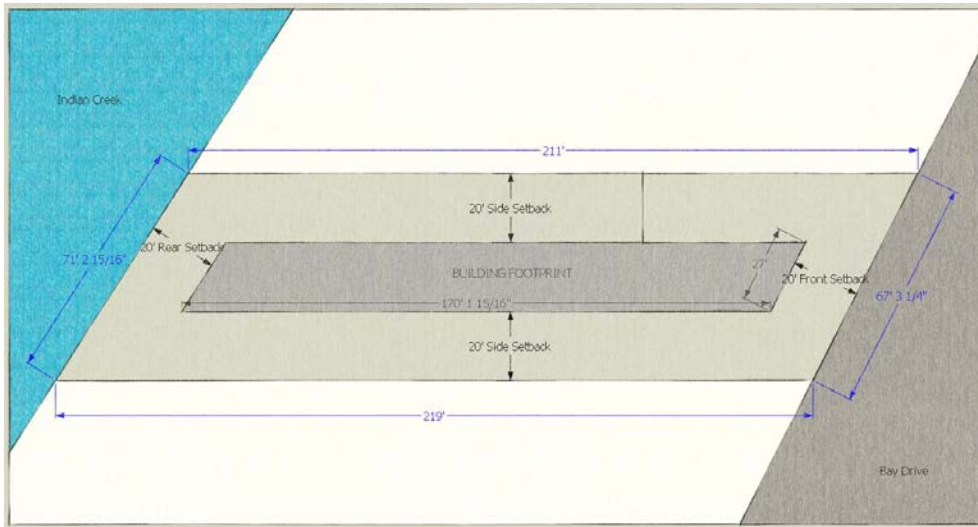 Indian Creek
211'
20' Side Setback
20' Rear Setback
71' 2 15/16"
BUILDING FOOTPRINT
27'
20' Front Setback
67' 3 1/4"
170' 1 15/16"
20' Side Setback
219'
Bay Drive